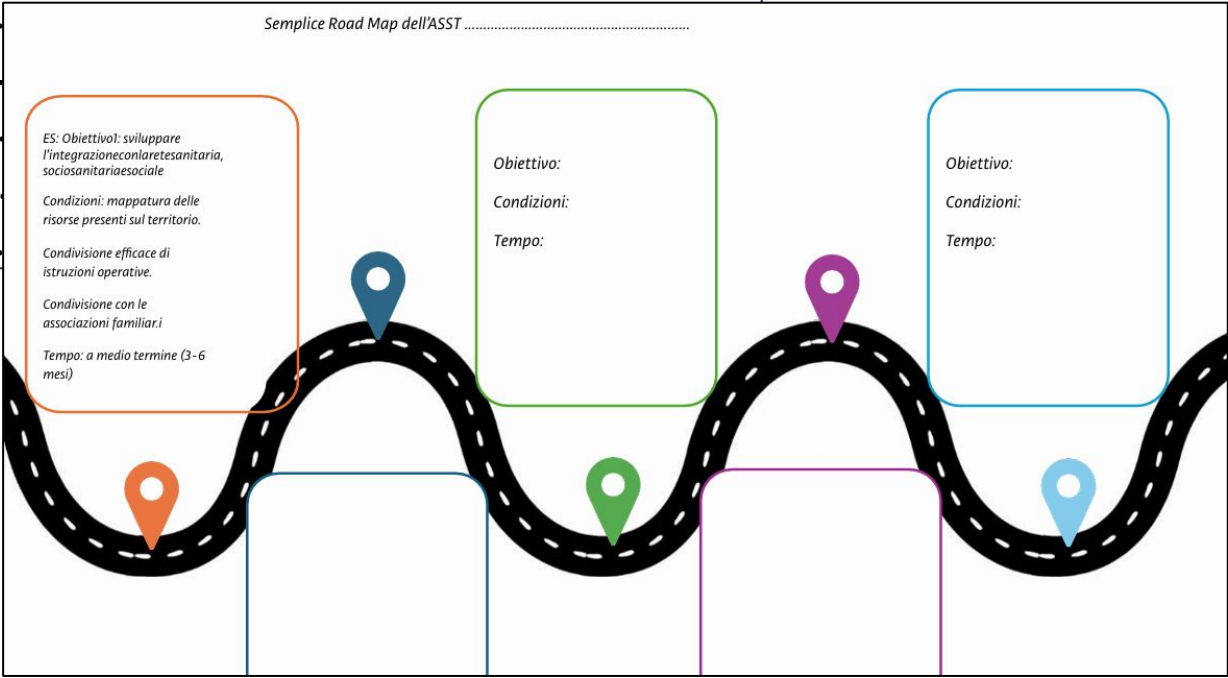 Semplice Road Map dell'ASST ............................................................
ES: Obiettivo1: sviluppare
l'integrazioneconlaretesanitaria,
sociosanitariaesociale
Condizioni: mappatura delle
risorse presenti sul territorio.
Condivisione efficace di
istruzioni operative.
Condivisione con le
associazioni familiar.i
Tempo: a medio termine (3-6
mesi)
Obiettivo:
Condizioni:
Tempo:
Obiettivo:
Condizioni:
Tempo: